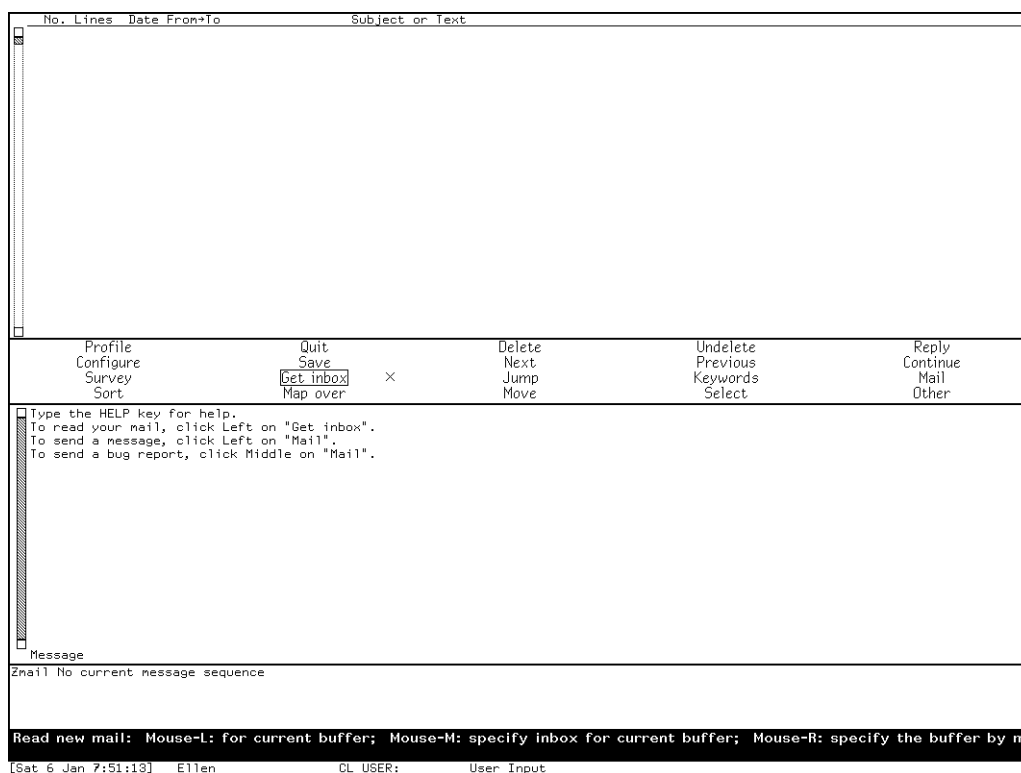 No. Lines Date From→To Subject or Text
Profile Quit Delete Undelete Reply
Configure Save Next Previous Continue
Survey Get inbox Jump Keywords Mail
Sort Map over Move Select Other
Type the HELP key for help.
To read your mail, click Left on "Get inbox".
To send a message, click Left on "Mail".
To send a bug report, click Middle on "Mail".
Message
Zmail No current message sequence
Read new mail: Mouse-L: for current buffer; Mouse-M: specify inbox for current buffer; Mouse-R: specify the buffer by
[Sat 6 Jan 7:51:13] Ellen CL USER: User Input